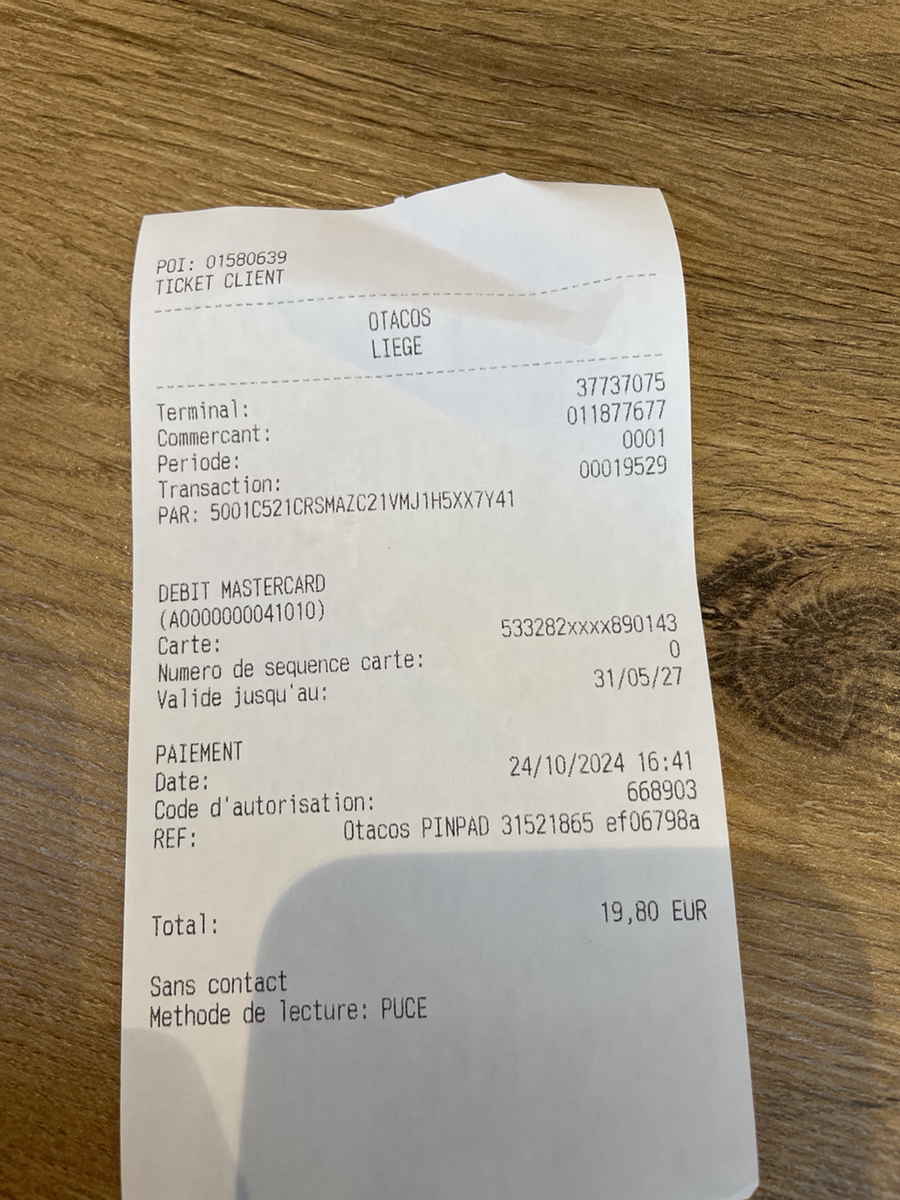 POI: 01580639
TICKET CLIENT
OTACOS
LIEGE
Terminal: 37737075
Commercant: 011877677
Periode: 0001
Transaction: 00019529
PAR: 5001C521CRSMAZC21VMJ1H5XX7Y41
DEBIT MASTERCARD
(A0000000041010)
Carte: 533282xxxx890143
Numero de sequence carte: 0
Valide jusqu'au: 31/05/27
PAIEMENT
Date: 24/10/2024 16:41
Code d'autorisation: 668903
REF: Otacos PINPAD 31521865 ef06798a
Total: 19,80 EUR
Sans contact
Methode de lecture: PUCE